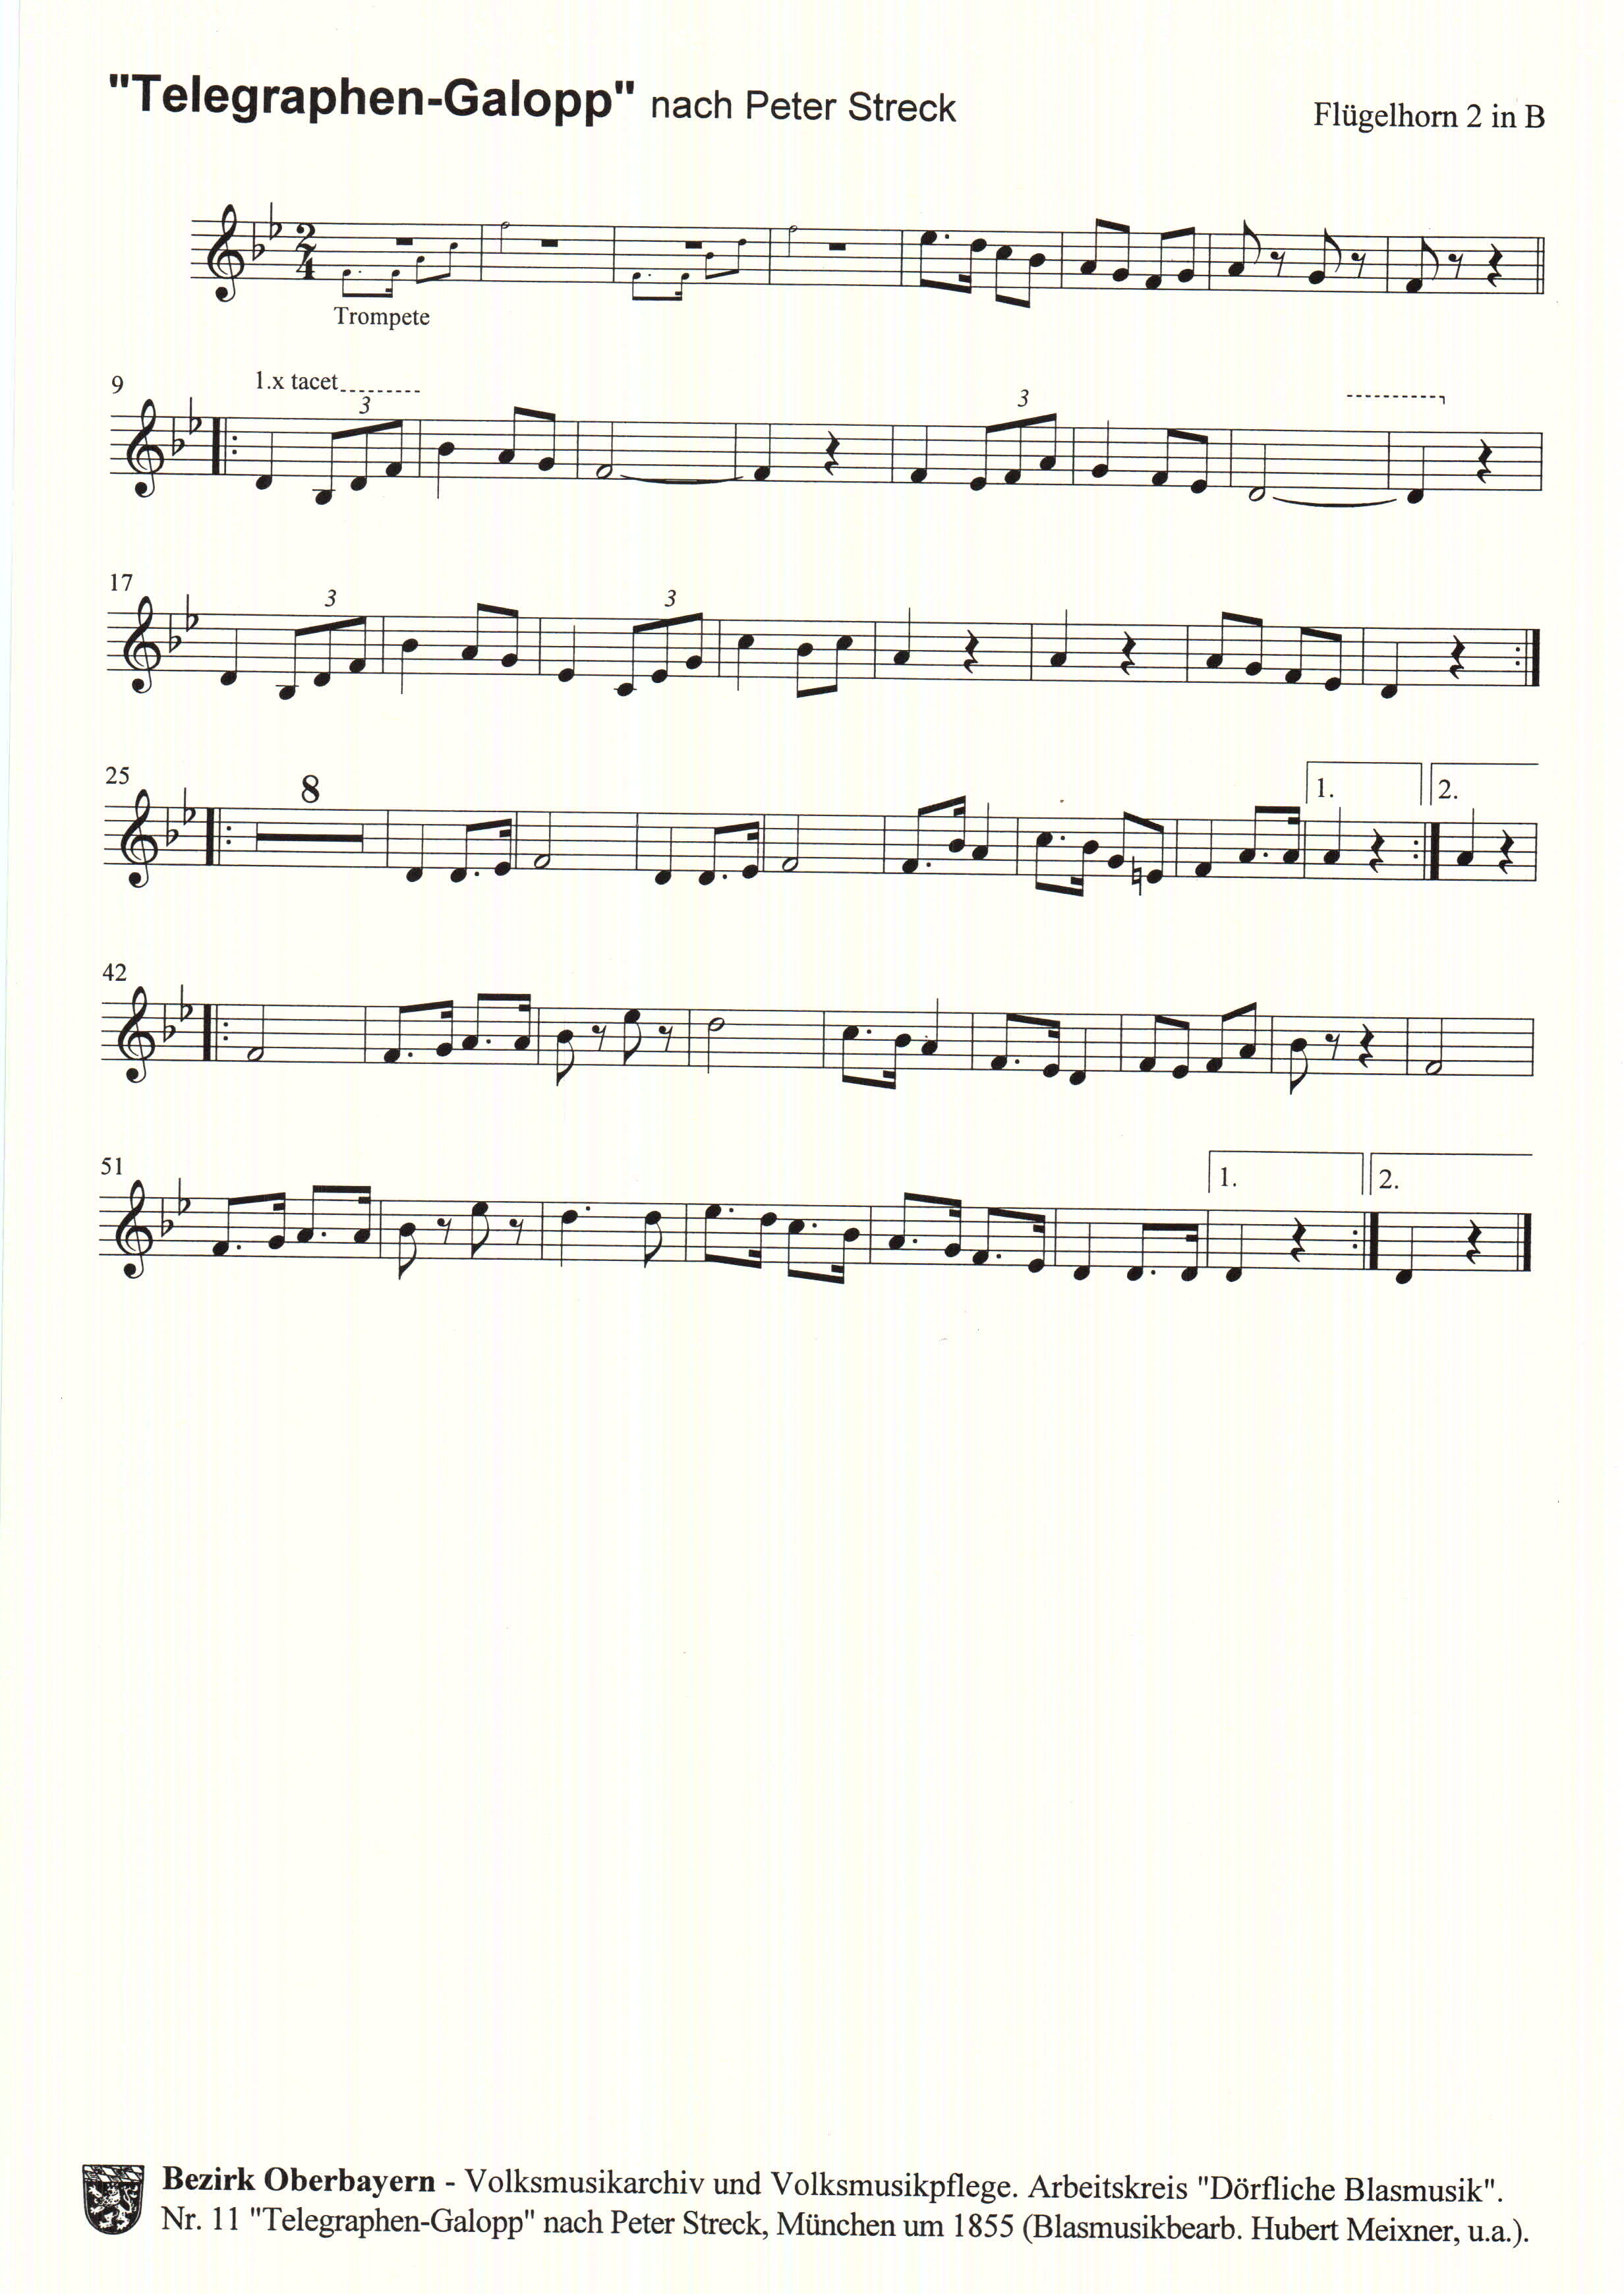 "Telegraphen-Galopp" nach Peter Streck
Flügelhorn 2 in B
2
4
Trompete
9
1.x tacet
3
3
17
3
3
25
8
1.
2.
42
51
1.
2.
Bezirk Oberbayern - Volksmusikarchiv und Volksmusikpflege. Arbeitskreis "Dörfliche Blasmusik".
Nr. 11 "Telegraphen-Galopp" nach Peter Streck, München um 1855 (Blasmusikbearb. Hubert Meixner, u.a.).